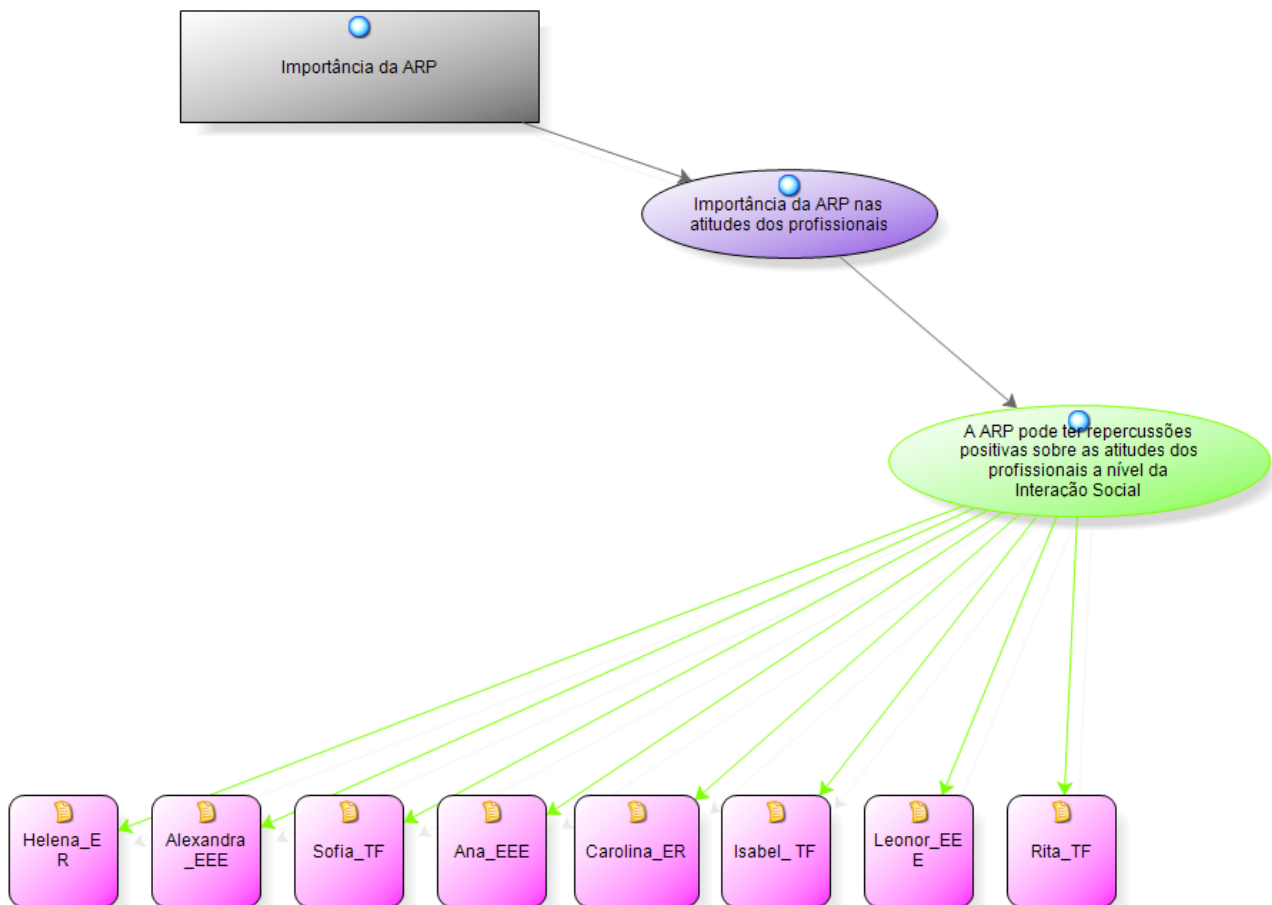 Importância da ARP
Importância da ARP nas
atitudes dos profissionais
A ARP pode ter repercussões
positivas sobre as atitudes dos
profissionais a nível da
Interação Social
Helena_E
R
Alexandra
_EEE
Sofia_TF
Ana_EEE
Carolina_ER
Isabel_ TF
Leonor_EE
E
Rita_TF